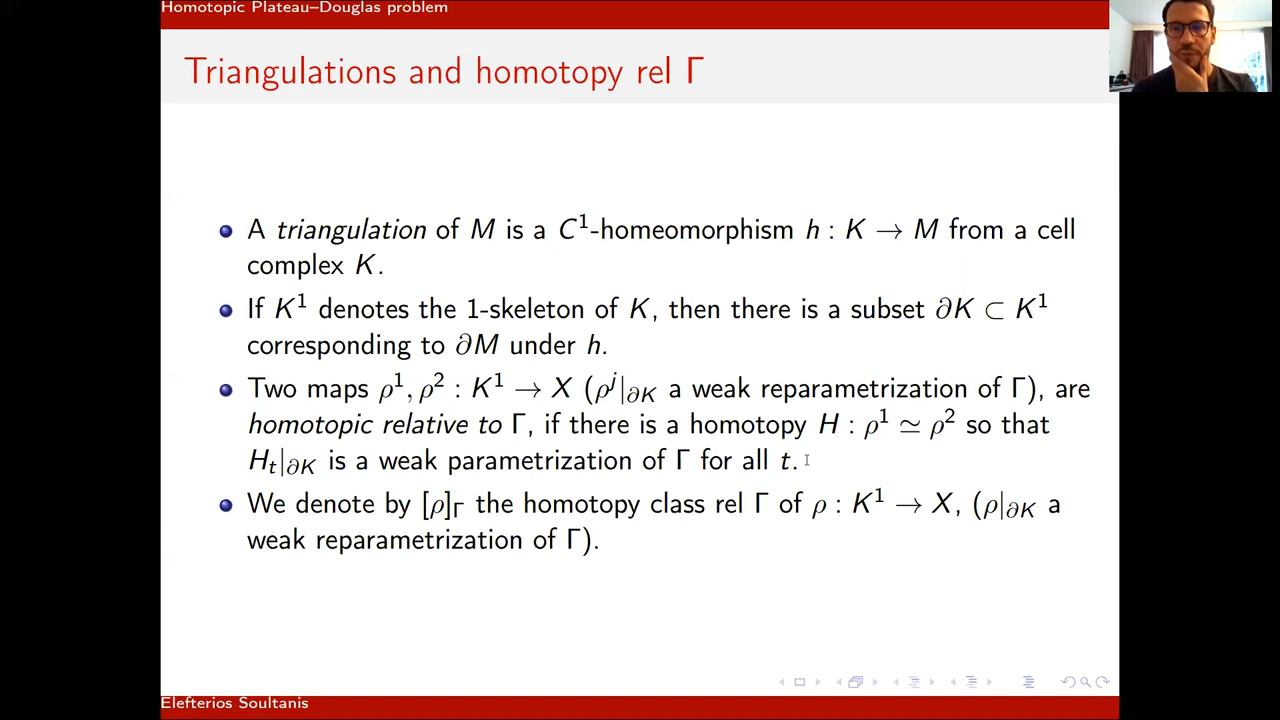 Homotopic Plateau–Douglas problem
Triangulations and homotopy rel Γ
A triangulation of M is a C¹-homeomorphism h : K → M from a cell
complex K.
If K¹ denotes the 1-skeleton of K, then there is a subset ∂K ⊂ K¹
corresponding to ∂M under h.
Two maps ρ¹, ρ² : K¹ → X (ρʲ|∂K a weak reparametrization of Γ), are
homotopic relative to Γ, if there is a homotopy H : ρ¹ ≃ ρ² so that
Hₜ|∂K is a weak parametrization of Γ for all t.
We denote by [ρ]Γ the homotopy class rel Γ of ρ : K¹ → X, (ρ|∂K a
weak reparametrization of Γ).
Elefterios Soultanis